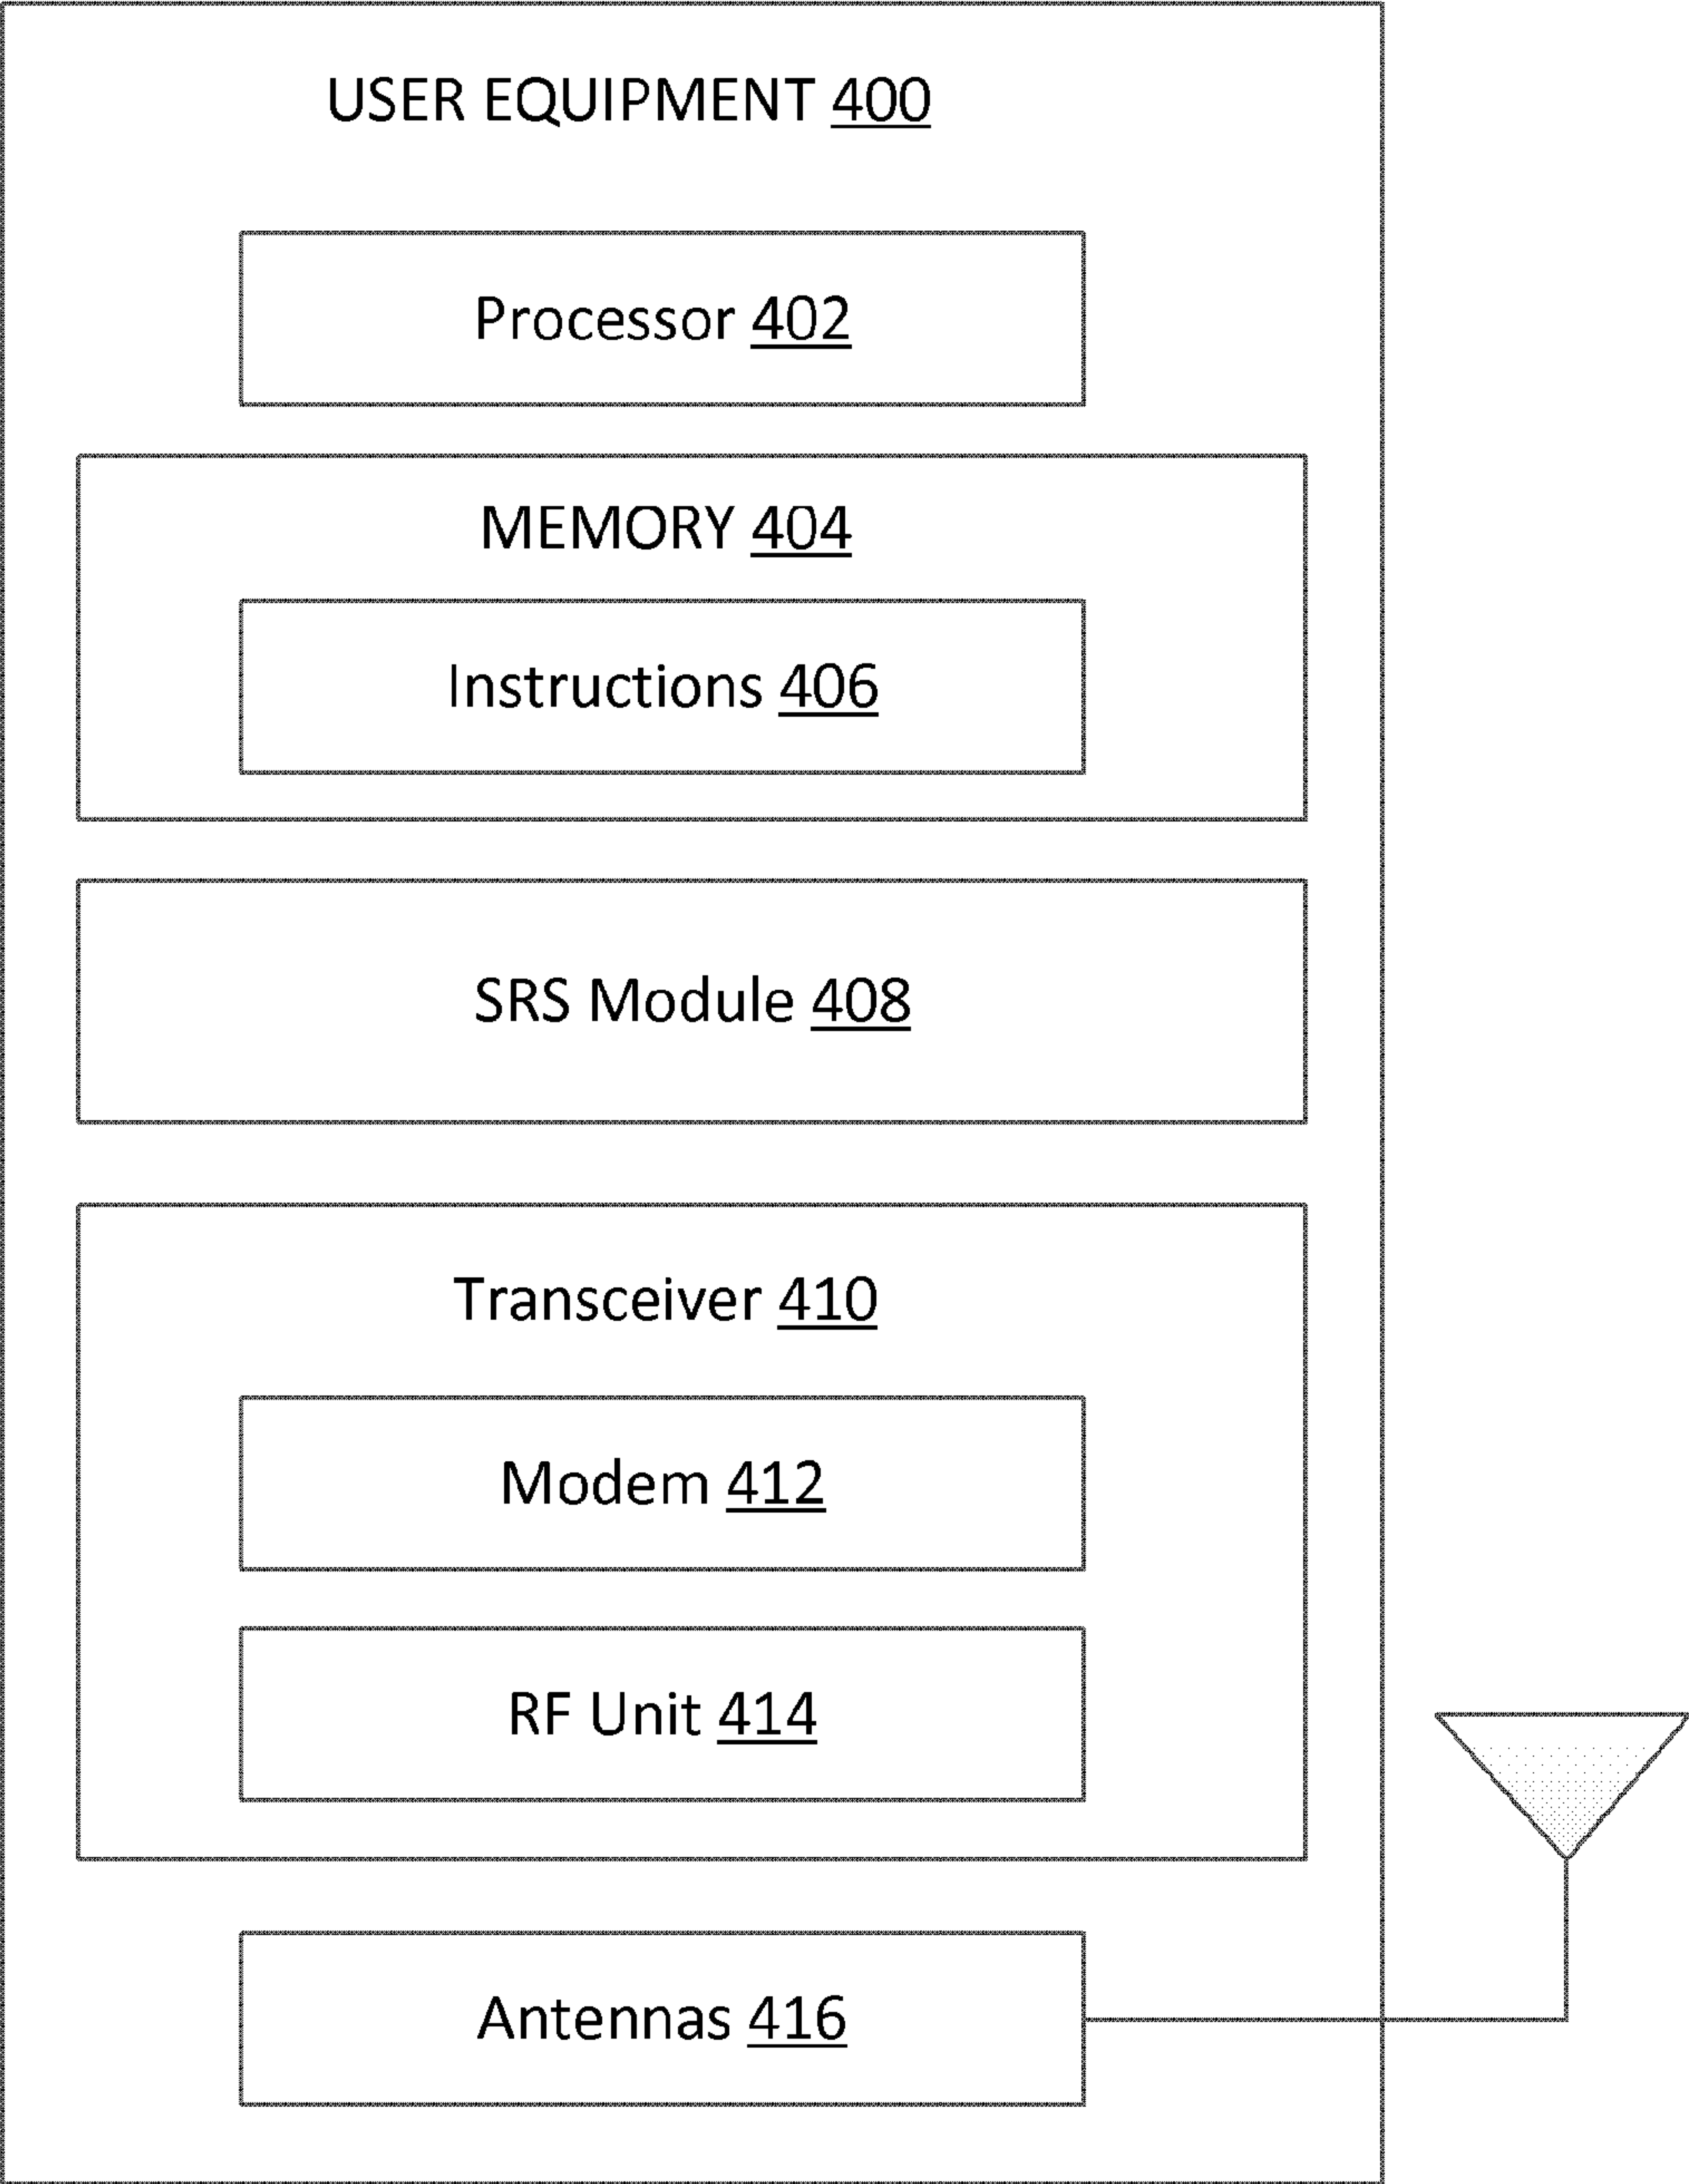 USER EQUIPMENT 400
Processor 402
MEMORY 404
Instructions 406
SRS Module 408
Transceiver 410
Modem 412
RF Unit 414
Antennas 416